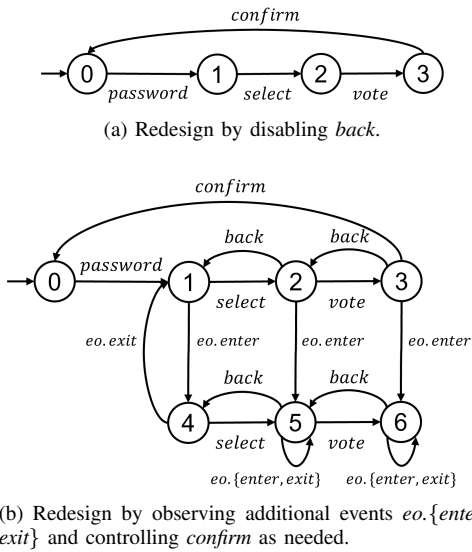 confirm
0 1 2 3
password select vote
(a) Redesign by disabling back.
confirm
back back
password
0 1 2 3
select vote
eo.exit eo.enter eo.enter eo.enter
back back
4 5 6
select vote
eo.{enter, exit} eo.{enter, exit}
(b) Redesign by observing additional events eo.{ente
exit} and controlling confirm as needed.